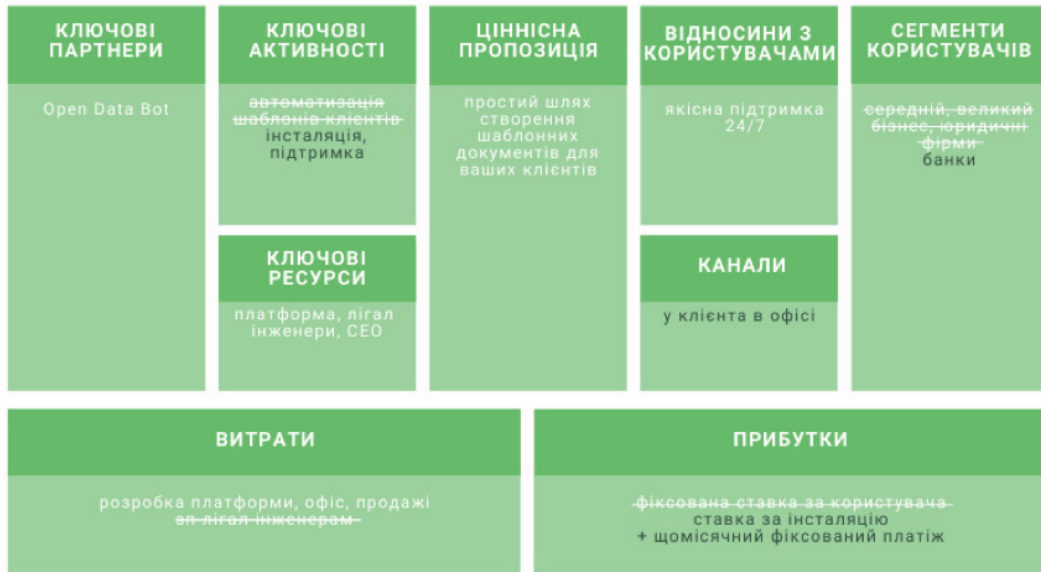 КЛЮЧОВІ
ПАРТНЕРИ
Open Data Bot
КЛЮЧОВІ
АКТИВНОСТІ
автоматизація
шаблонів клієнтів
інсталяція,
підтримка
КЛЮЧОВІ
РЕСУРСИ
платформа, лігал
інженери, СЕО
ЦІННІСНА
ПРОПОЗИЦІЯ
простий шлях
створення
шаблонних
документів для
ваших клієнтів
ВІДНОСИНИ З
КОРИСТУВАЧАМИ
якісна підтримка
24/7
КАНАЛИ
у клієнта в офісі
СЕГМЕНТИ
КОРИСТУВАЧІВ
середній, великий
бізнес, юридичні
фірми
банки
ВИТРАТИ
розробка платформи, офіс, продажі
зп лігал інженерам
ПРИБУТКИ
фіксована ставка за користувача
ставка за інсталяцію
+ щомісячний фіксований платіж